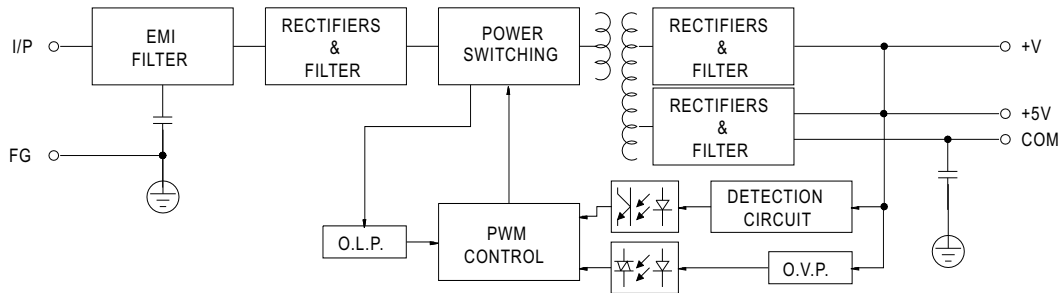 I/P
EMI
FILTER
RECTIFIERS
&
FILTER
POWER
SWITCHING
RECTIFIERS
&
FILTER
+V
RECTIFIERS
&
FILTER
+5V
COM
FG
O.L.P.
PWM
CONTROL
DETECTION
CIRCUIT
O.V.P.